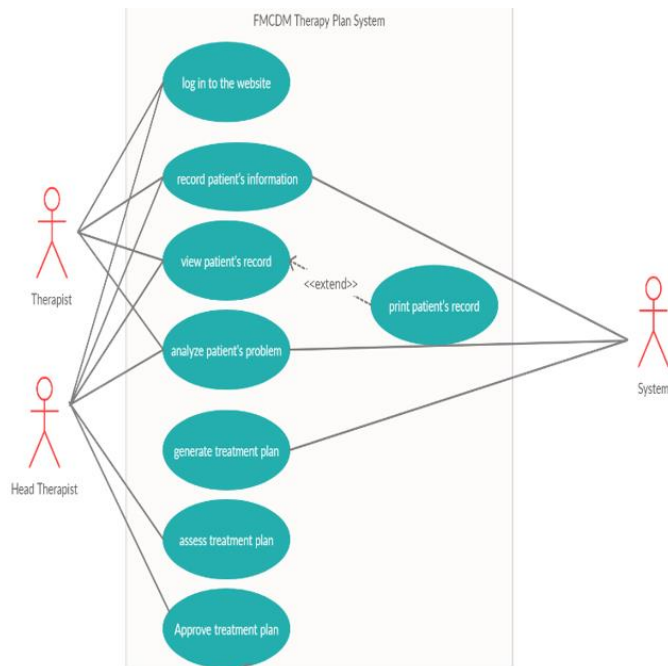 FMCDM Therapy Plan System
log in to the website
record patient's information
view patient's record
<<extend>>
print patient's record
analyze patient's problem
generate treatment plan
assess treatment plan
Approve treatment plan
Therapist
Head Therapist
System